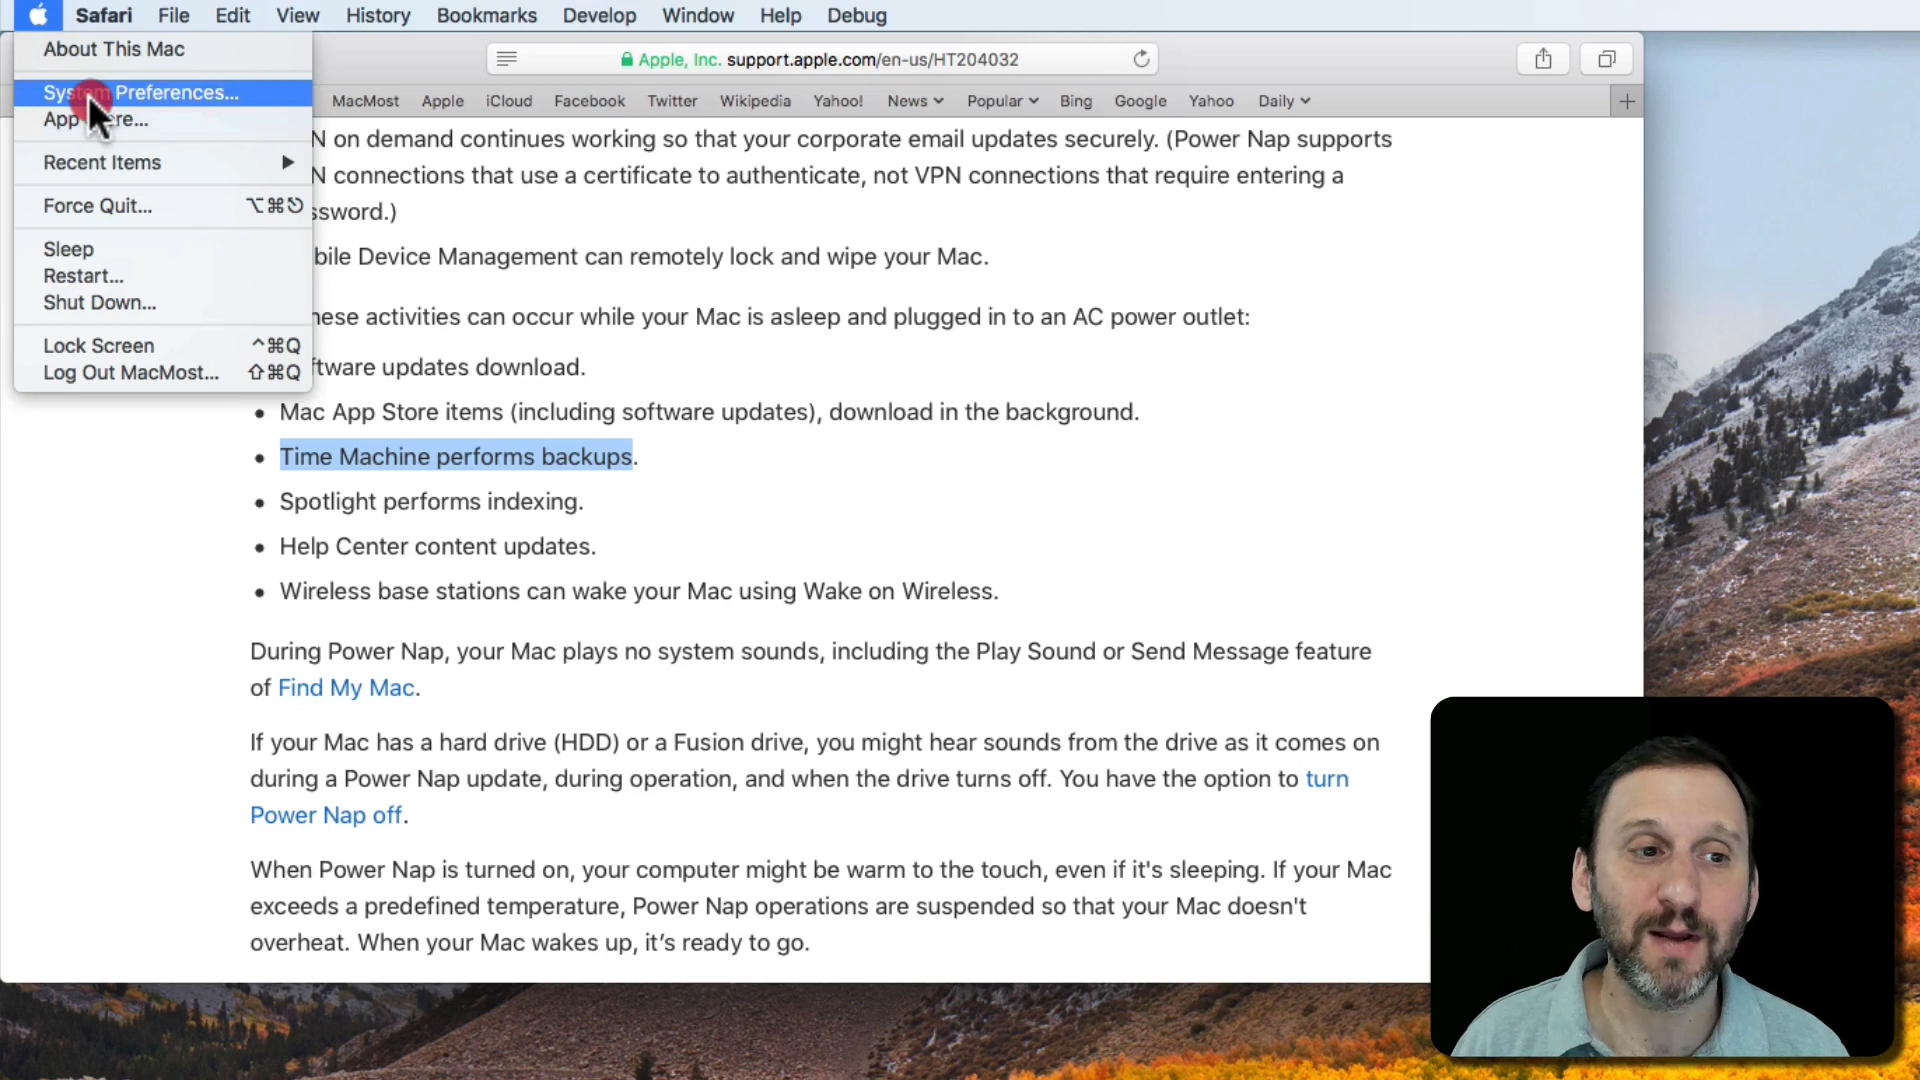 Safari File Edit View History Bookmarks Develop Window Help Debug
About This Mac
System Preferences...
App
Recent Items
Force Quit... ⌥⌘⎋
Sleep
Restart...
Shut Down...
Lock Screen ^⌘Q
Log Out MacMost... ⇧⌘Q
Apple, Inc. support.apple.com/en-us/HT204032
MacMost Apple iCloud Facebook Twitter Wikipedia Yahoo! News Popular Bing Google Yahoo Daily
N on demand continues working so that your corporate email updates securely. (Power Nap supports
N connections that use a certificate to authenticate, not VPN connections that require entering a
ssword.)
bile Device Management can remotely lock and wipe your Mac.
hese activities can occur while your Mac is asleep and plugged in to an AC power outlet:
ftware updates download.
• Mac App Store items (including software updates), download in the background.
• Time Machine performs backups.
• Spotlight performs indexing.
• Help Center content updates.
• Wireless base stations can wake your Mac using Wake on Wireless.
During Power Nap, your Mac plays no system sounds, including the Play Sound or Send Message feature
of Find My Mac.
If your Mac has a hard drive (HDD) or a Fusion drive, you might hear sounds from the drive as it comes on
during a Power Nap update, during operation, and when the drive turns off. You have the option to turn
Power Nap off.
When Power Nap is turned on, your computer might be warm to the touch, even if it's sleeping. If your Mac
exceeds a predefined temperature, Power Nap operations are suspended so that your Mac doesn't
overheat. When your Mac wakes up, it’s ready to go.